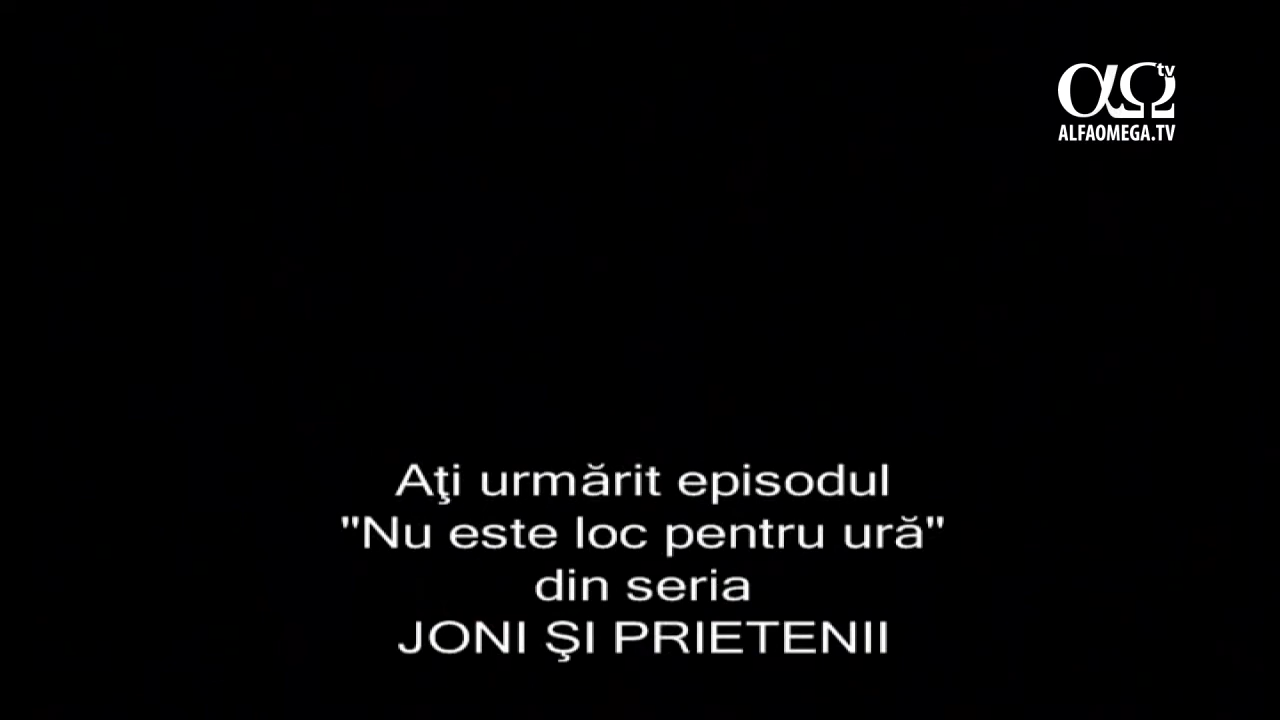 αΩ tv
ALFAOMEGA.TV
Aţi urmărit episodul
"Nu este loc pentru ură"
din seria
JONI ŞI PRIETENII